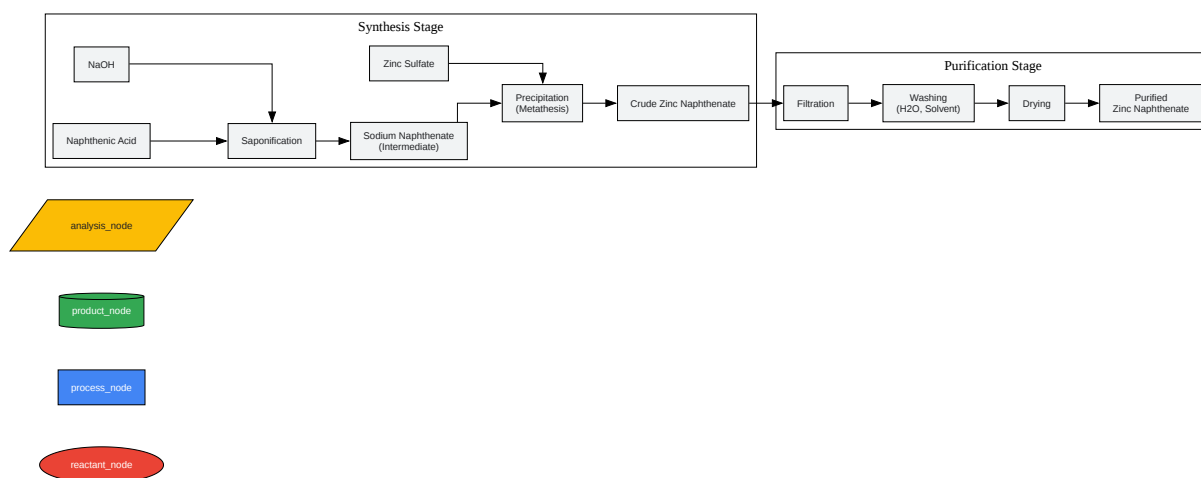 Synthesis Stage
NaOH
Zinc Sulfate
Naphthenic Acid
Saponification
Sodium Naphthenate
(Intermediate)
Precipitation
(Metathesis)
Crude Zinc Naphthenate
Purification Stage
Filtration
Washing
(H2O, Solvent)
Drying
Purified
Zinc Naphthenate
analysis_node
product_node
process_node
reactant_node